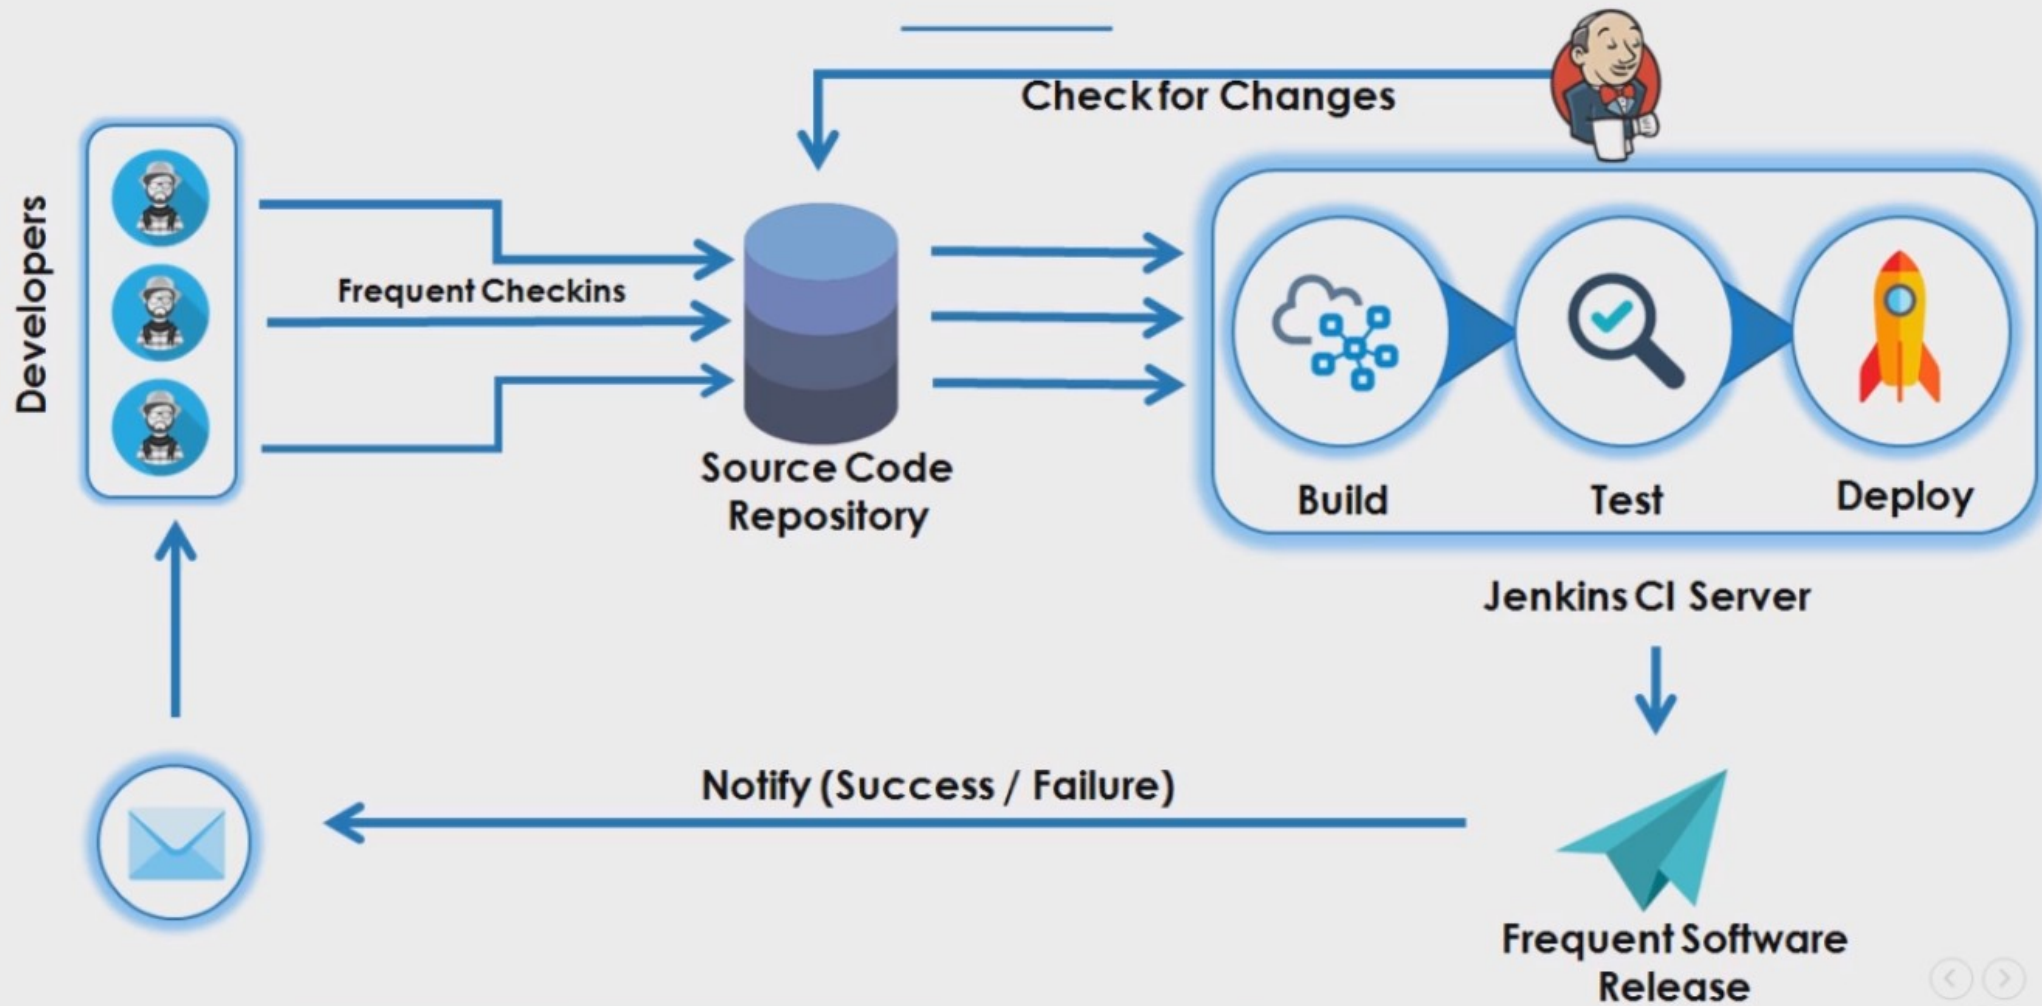 Check for Changes
Developers
Frequent Checkins
Source Code
Repository
Build
Test
Deploy
Jenkins CI Server
Notify (Success / Failure)
Frequent Software
Release